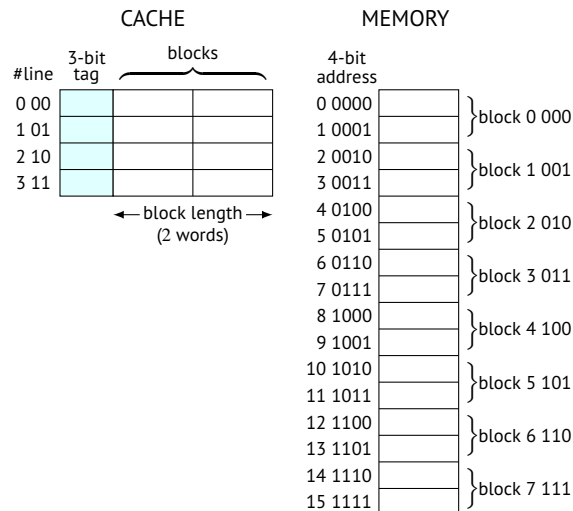 CACHE
#line
3-bit
tag
blocks
0 00
1 01
2 10
3 11
block length
(2 words)
MEMORY
4-bit
address
0 0000
1 0001
block 0 000
2 0010
3 0011
block 1 001
4 0100
5 0101
block 2 010
6 0110
7 0111
block 3 011
8 1000
9 1001
block 4 100
10 1010
11 1011
block 5 101
12 1100
13 1101
block 6 110
14 1110
15 1111
block 7 111